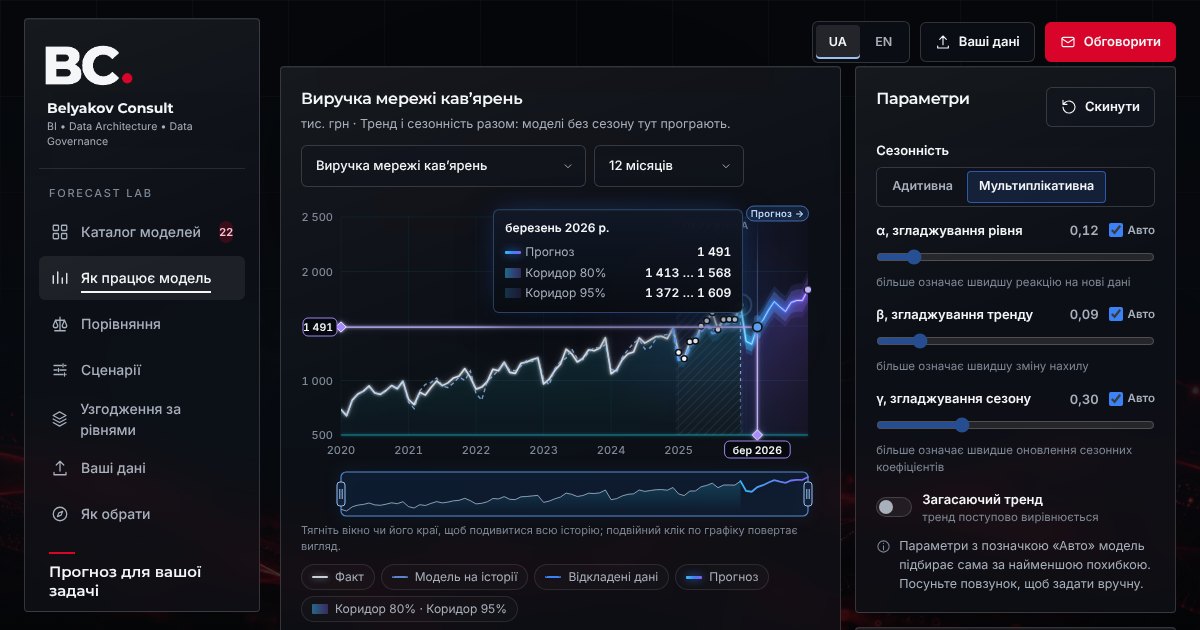 BC.
Belyakov Consult
BI • Data Architecture • Data
Governance
FORECAST LAB
Каталог моделей 22
Як працює модель
Порівняння
Сценарії
Узгодження за
рівнями
Ваші дані
Як обрати
Прогноз для вашої
задачі
UA EN
Ваші дані
Обговорити
Виручка мережі кав’ярень
тис. грн · Тренд і сезонність разом: моделі без сезону тут програють.
Виручка мережі кав’ярень
12 місяців
Прогноз →
березень 2026 р.
Прогноз 1 491
Коридор 80% 1 413 … 1 568
Коридор 95% 1 372 … 1 609
2 500
2 000
1 491
1 000
500
2020 2021 2022 2023 2024 2025 бер 2026
Тягніть вікно чи його краї, щоб подивитися всю історію; подвійний клік по графіку повертає
вигляд.
Факт
Модель на історії
Відкладені дані
Прогноз
Коридор 80% · Коридор 95%
Параметри
Скинути
Сезонність
Адитивна Мультиплікативна
α, згладжування рівня 0,12 Авто
більше означає швидшу реакцію на нові дані
β, згладжування тренду 0,09 Авто
більше означає швидшу зміну нахилу
γ, згладжування сезону 0,30 Авто
більше означає швидше оновлення сезонних
коефіцієнтів
Загасаючий тренд
тренд поступово вирівнюється
Параметри з позначкою «Авто» модель
підбирає сама за найменшою похибкою.
Посуньте повзунок, щоб задати вручну.